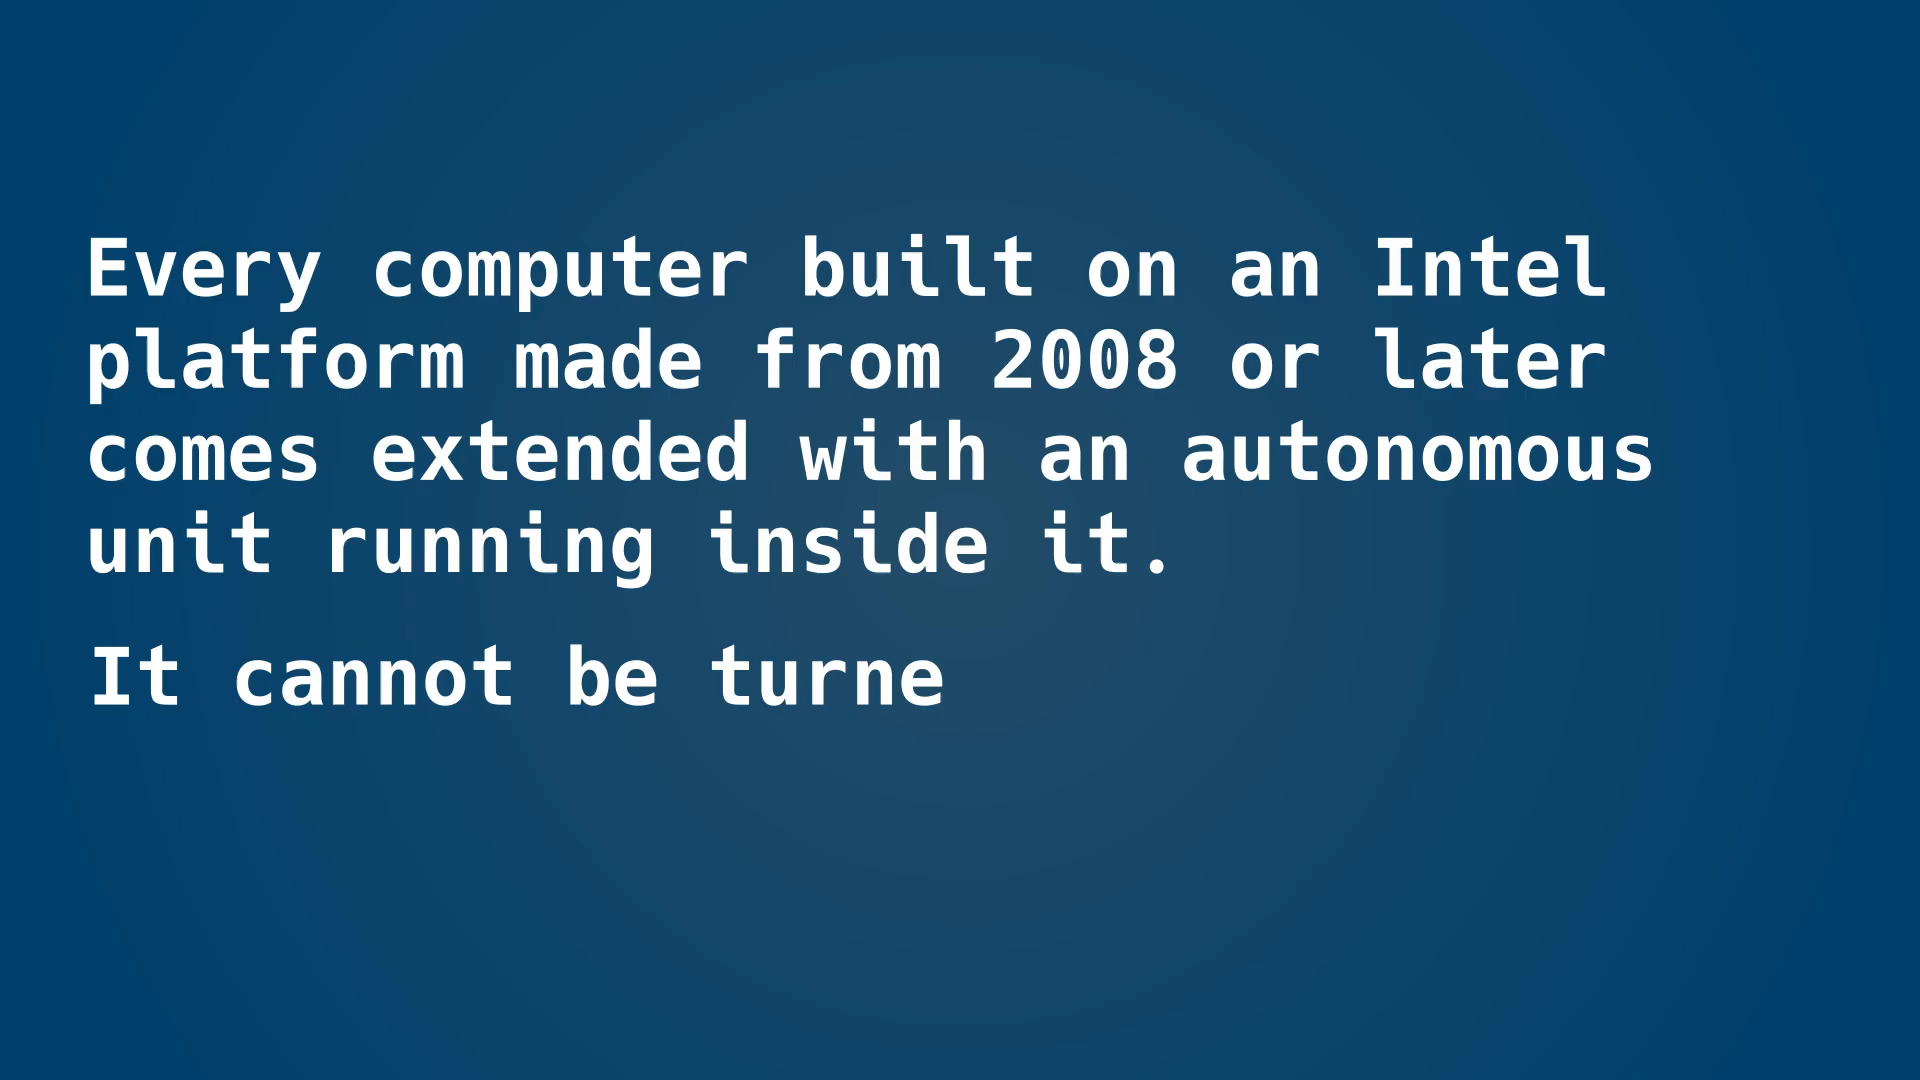 Every computer built on an Intel
platform made from 2008 or later
comes extended with an autonomous
unit running inside it.
It cannot be turne